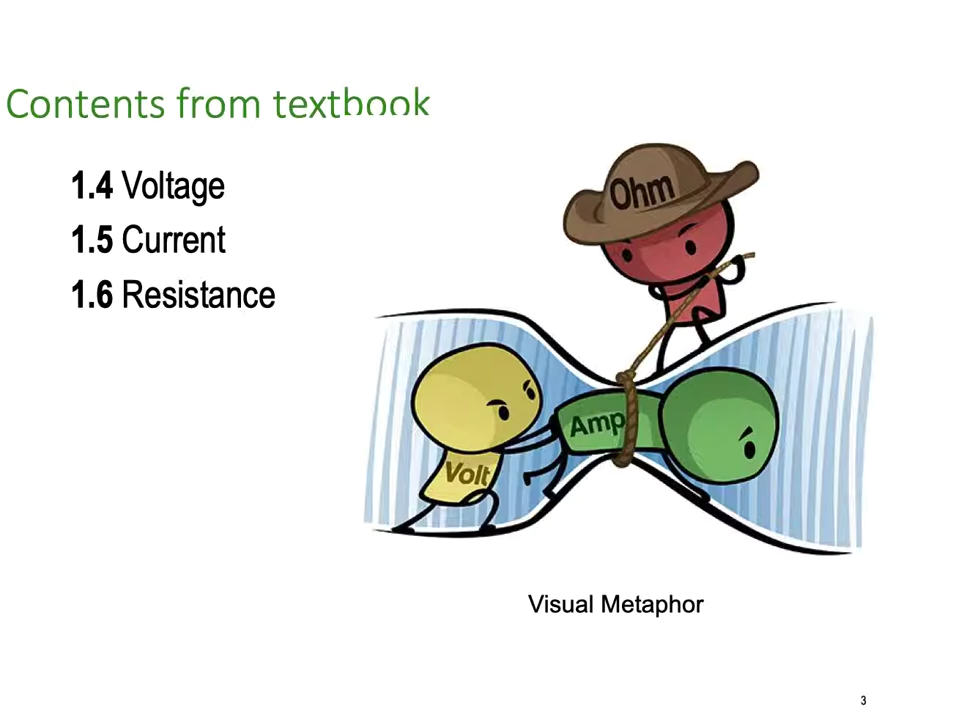 Contents from textbook
1.4 Voltage
1.5 Current
1.6 Resistance
Ohm
Amp
Volt
Visual Metaphor
3